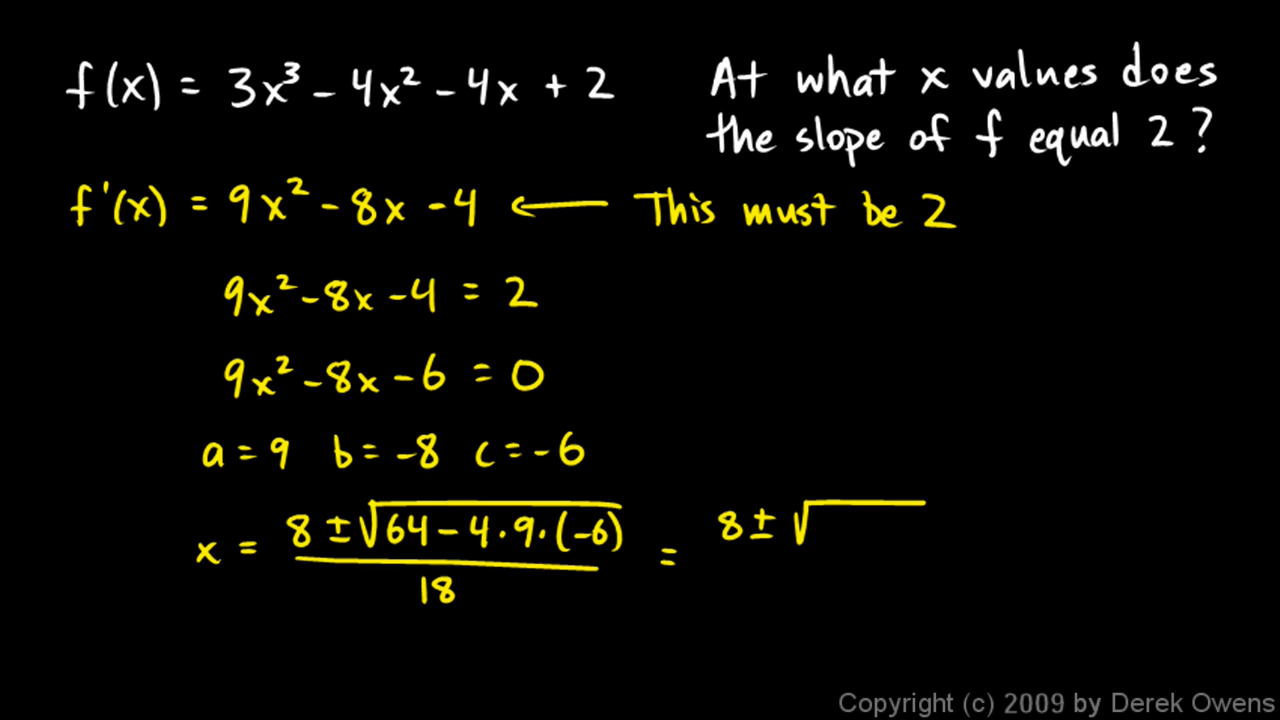 f(x) = 3x³ - 4x² - 4x + 2
At what x values does
the slope of f equal 2?
f'(x) = 9x² - 8x - 4 ← This must be 2
9x² - 8x - 4 = 2
9x² - 8x - 6 = 0
a = 9 b = -8 c = -6
x = (8 ± √(64 - 4·9·(-6)))/18 = 8 ± √
Copyright (c) 2009 by Derek Owens